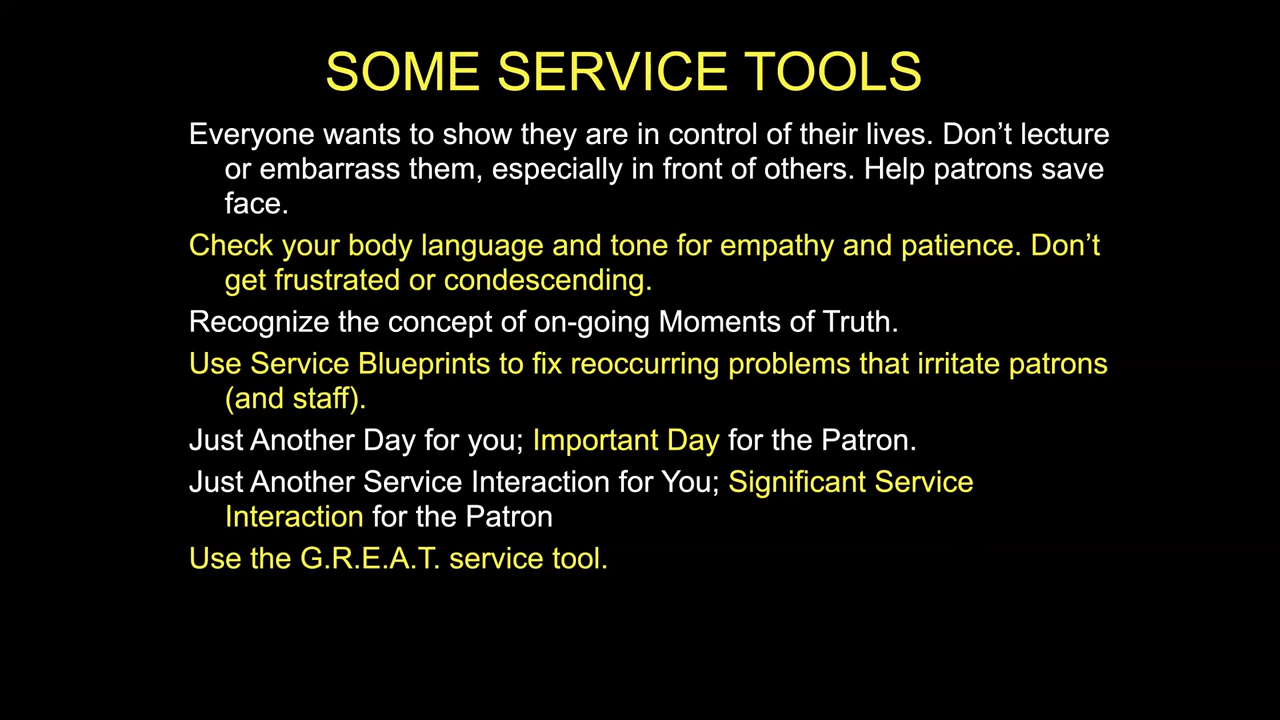 SOME SERVICE TOOLS
Everyone wants to show they are in control of their lives. Don’t lecture
or embarrass them, especially in front of others. Help patrons save
face.
Check your body language and tone for empathy and patience. Don’t
get frustrated or condescending.
Recognize the concept of on-going Moments of Truth.
Use Service Blueprints to fix reoccurring problems that irritate patrons
(and staff).
Just Another Day for you; Important Day for the Patron.
Just Another Service Interaction for You; Significant Service
Interaction for the Patron
Use the G.R.E.A.T. service tool.